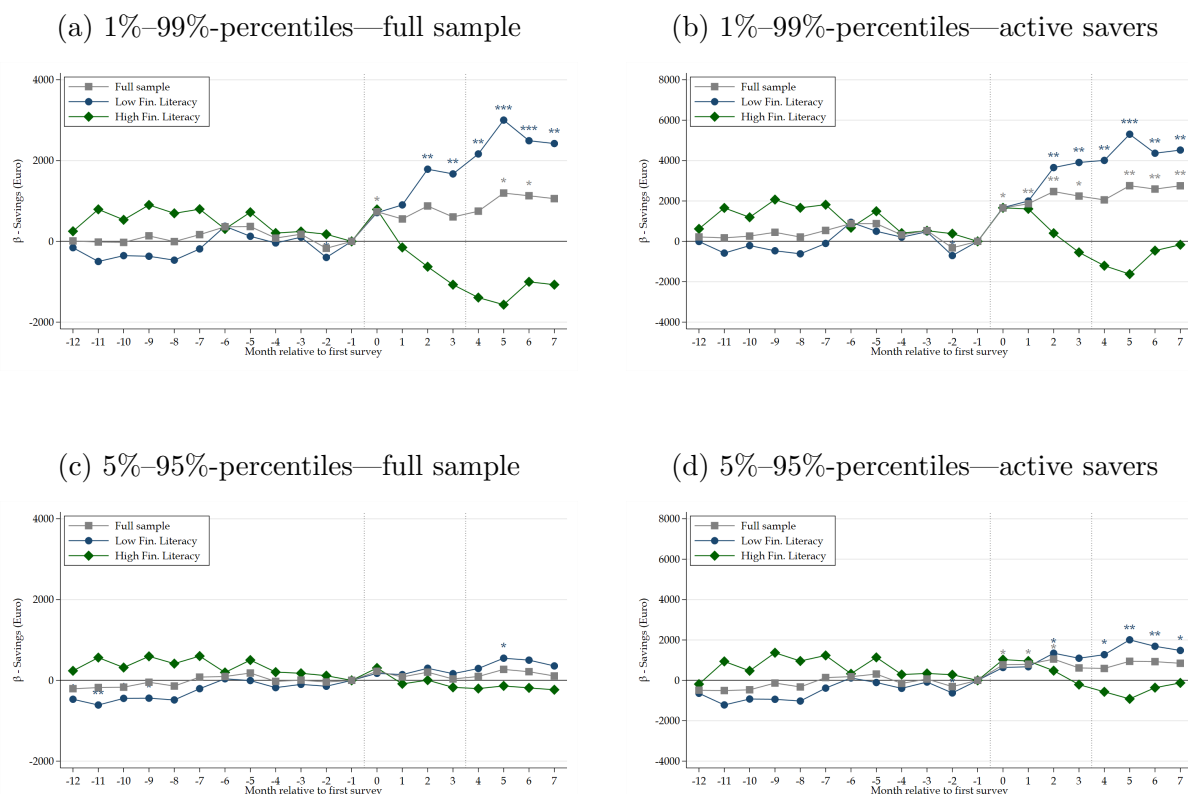 (a) 1%–99%-percentiles—full sample
4000
2000
0
-2000
β - Savings (Euro)
Full sample
Low Fin. Literacy
High Fin. Literacy
*
**
**
**
***
***
**
*
*
-12 -11 -10 -9 -8 -7 -6 -5 -4 -3 -2 -1 0 1 2 3 4 5 6 7
Month relative to first survey
(b) 1%–99%-percentiles—active savers
8000
6000
4000
2000
0
-2000
-4000
β - Savings (Euro)
Full sample
Low Fin. Literacy
High Fin. Literacy
*
**
**
**
**
*
**
***
**
**
**
**
**
-12 -11 -10 -9 -8 -7 -6 -5 -4 -3 -2 -1 0 1 2 3 4 5 6 7
Month relative to first survey
(c) 5%–95%-percentiles—full sample
4000
2000
0
-2000
β - Savings (Euro)
Full sample
Low Fin. Literacy
High Fin. Literacy
**
*
-12 -11 -10 -9 -8 -7 -6 -5 -4 -3 -2 -1 0 1 2 3 4 5 6 7
Month relative to first survey
(d) 5%–95%-percentiles—active savers
8000
6000
4000
2000
0
-2000
-4000
β - Savings (Euro)
Full sample
Low Fin. Literacy
High Fin. Literacy
*
*
*
*
*
**
**
*
-12 -11 -10 -9 -8 -7 -6 -5 -4 -3 -2 -1 0 1 2 3 4 5 6 7
Month relative to first survey